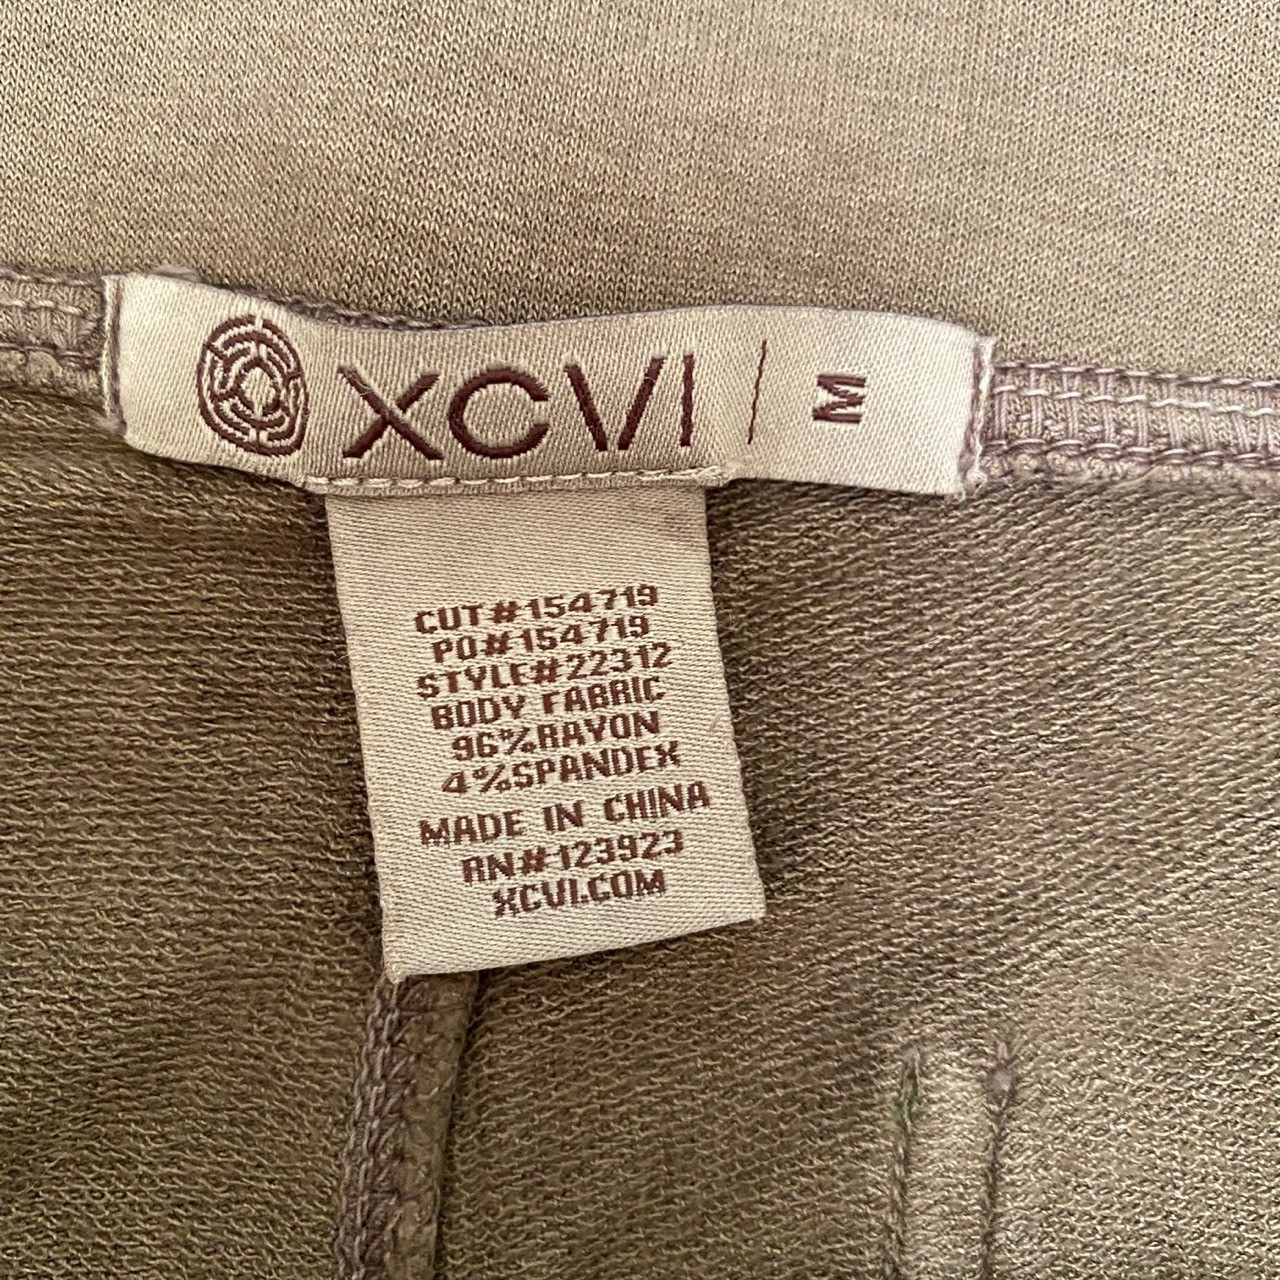 XCVI | M
CUT#154719
PO#154719
STYLE#22312
BODY FABRIC
96%RAYON
4%SPANDEX
MADE IN CHINA
RN#123923
XCVI.COM